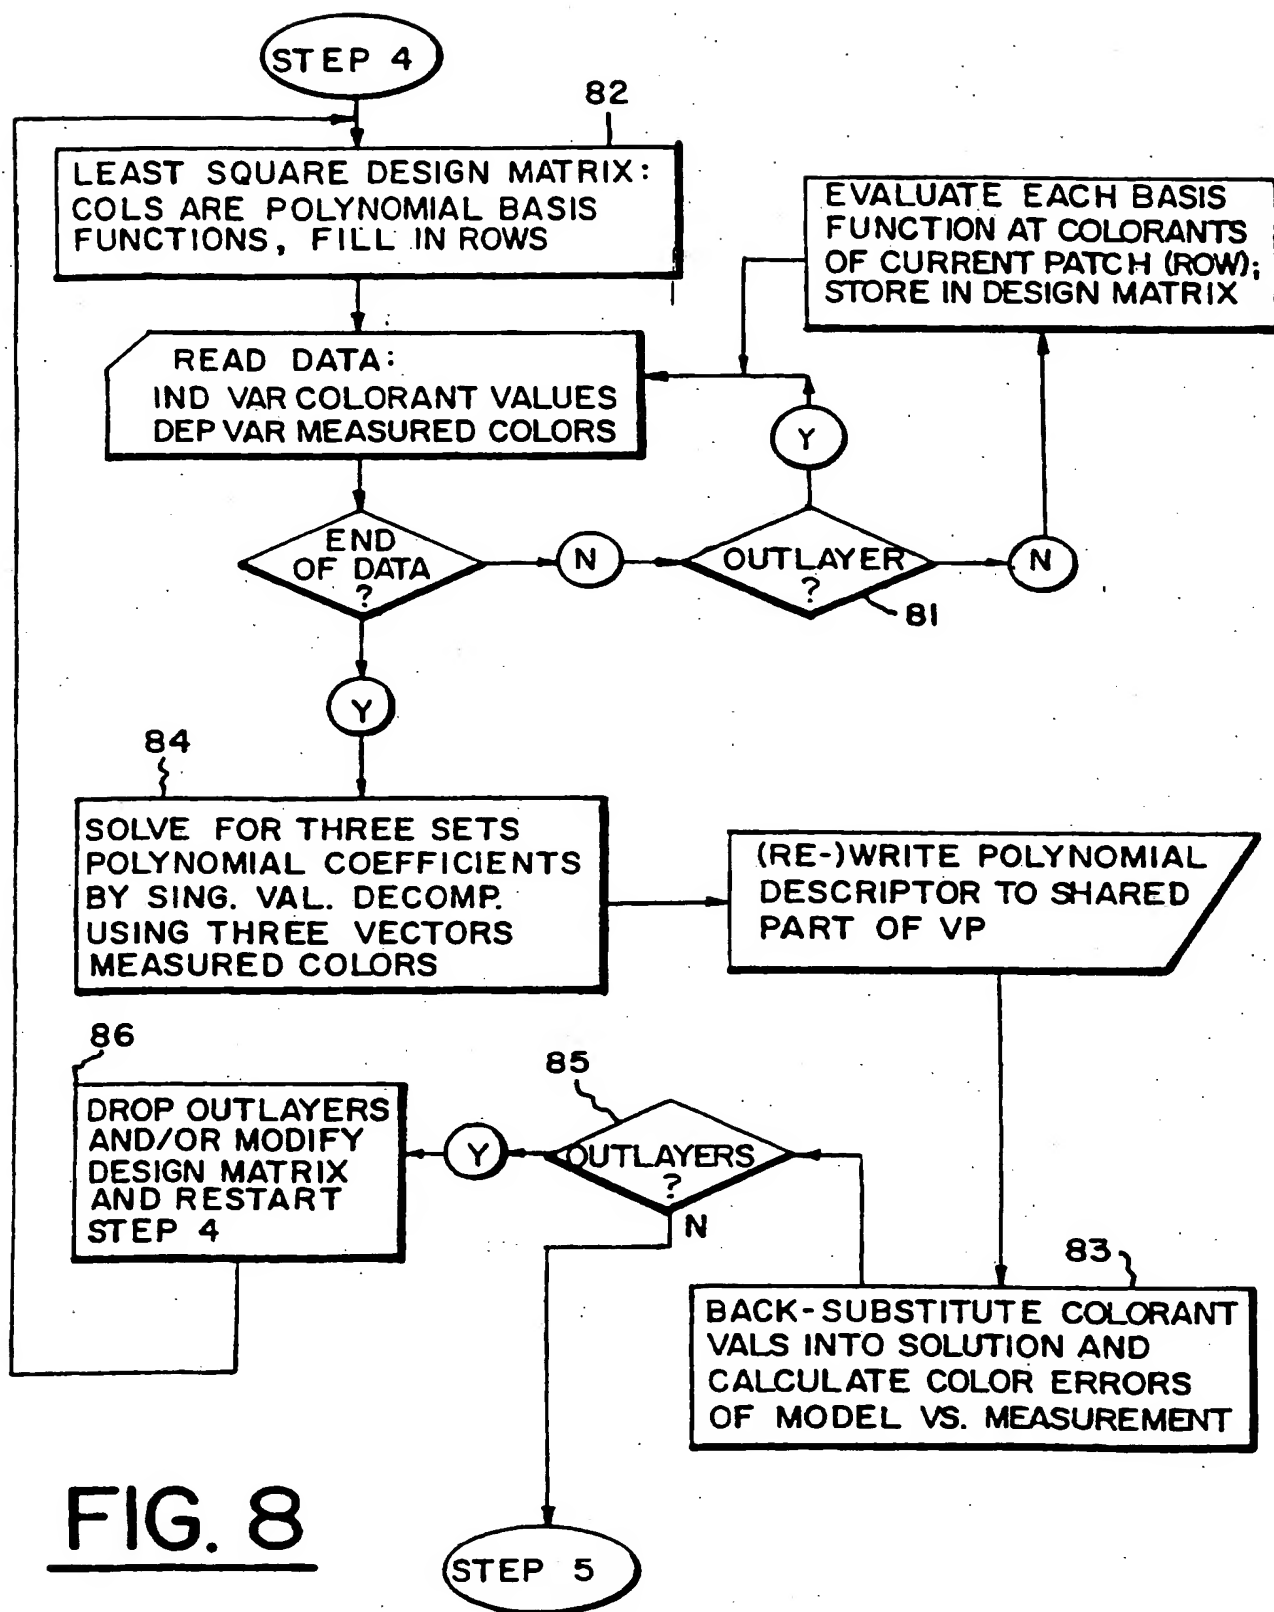 STEP 4
82
LEAST SQUARE DESIGN MATRIX:
COLS ARE POLYNOMIAL BASIS
FUNCTIONS, FILL IN ROWS
EVALUATE EACH BASIS
FUNCTION AT COLORANTS
OF CURRENT PATCH (ROW);
STORE IN DESIGN MATRIX
READ DATA:
IND VAR COLORANT VALUES
DEP VAR MEASURED COLORS
Y
END
OF DATA
?
N
OUTLAYER
?
N
81
Y
84
SOLVE FOR THREE SETS
POLYNOMIAL COEFFICIENTS
BY SING. VAL. DECOMP.
USING THREE VECTORS
MEASURED COLORS
(RE-)WRITE POLYNOMIAL
DESCRIPTOR TO SHARED
PART OF VP
86
DROP OUTLAYERS
AND/OR MODIFY
DESIGN MATRIX
AND RESTART
STEP 4
Y
85
OUTLAYERS
?
N
83
BACK-SUBSTITUTE COLORANT
VALS INTO SOLUTION AND
CALCULATE COLOR ERRORS
OF MODEL VS. MEASUREMENT
FIG. 8
STEP 5